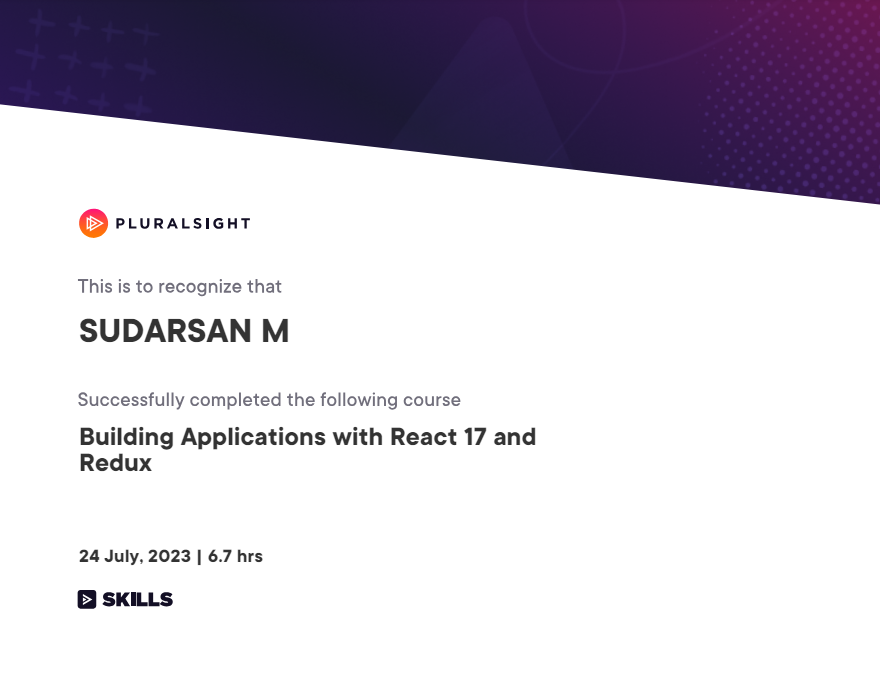 PLURALSIGHT
This is to recognize that
SUDARSAN M
Successfully completed the following course
Building Applications with React 17 and
Redux
24 July, 2023 | 6.7 hrs
SKILLS